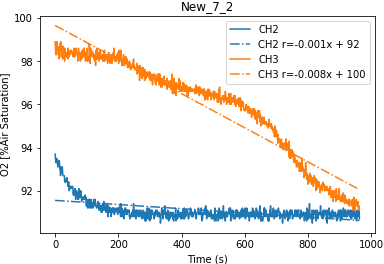 New_7_2
CH2
CH2 r=-0.001x + 92
CH3
CH3 r=-0.008x + 100
O2 [%Air Saturation]
100
98
96
94
92
0
200
400
600
800
1000
Time (s)